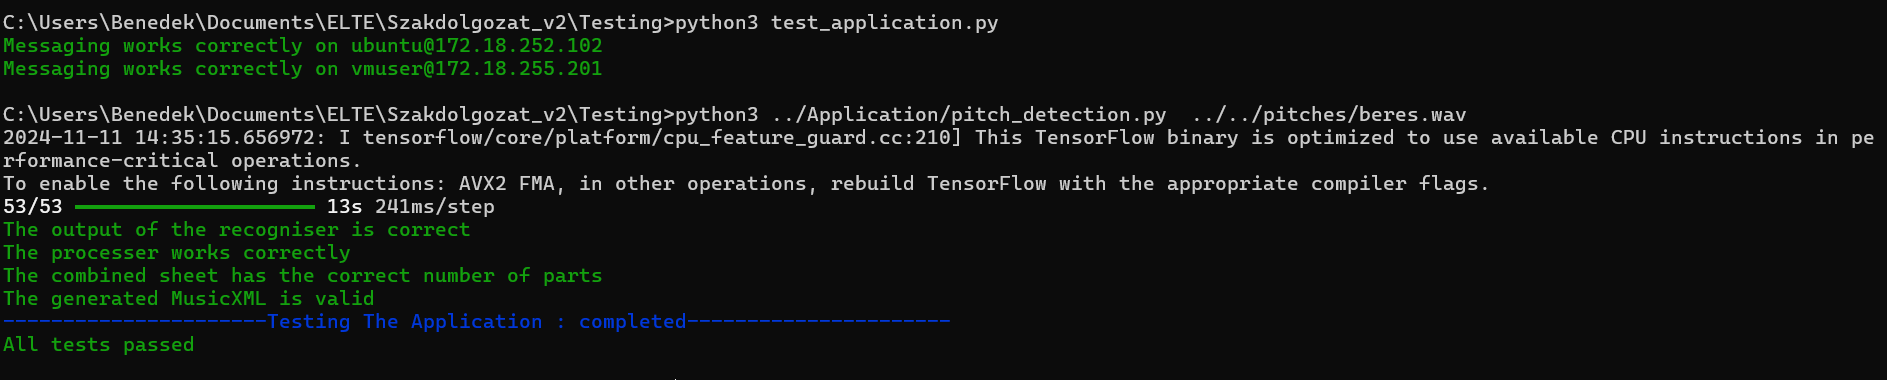 C:\Users\Benedek\Documents\ELTE\Szakdolgozat_v2\Testing>python3 test_application.py
Messaging works correctly on ubuntu@172.18.252.102
Messaging works correctly on vmuser@172.18.255.201
C:\Users\Benedek\Documents\ELTE\Szakdolgozat_v2\Testing>python3 ../Application/pitch_detection.py  ../../pitches/beres.wav
2024-11-11 14:35:15.656972: I tensorflow/core/platform/cpu_feature_guard.cc:210] This TensorFlow binary is optimized to use available CPU instructions in pe
rformance-critical operations.
To enable the following instructions: AVX2 FMA, in other operations, rebuild TensorFlow with the appropriate compiler flags.
53/53 ━━━━━━━━━━━━━━━━━━━━ 13s 241ms/step
The output of the recogniser is correct
The processer works correctly
The combined sheet has the correct number of parts
The generated MusicXML is valid
----------------------Testing The Application : completed----------------------
All tests passed